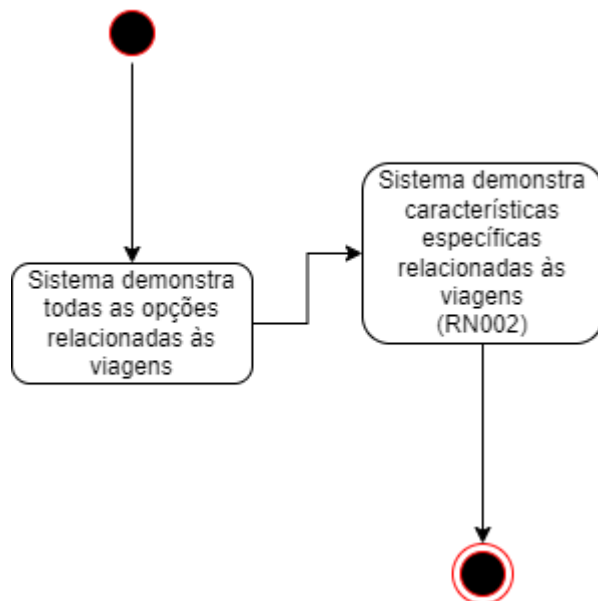 Sistema demonstra
todas as opções
relacionadas às
viagens
Sistema demonstra
características
específicas
relacionadas às
viagens
(RN002)